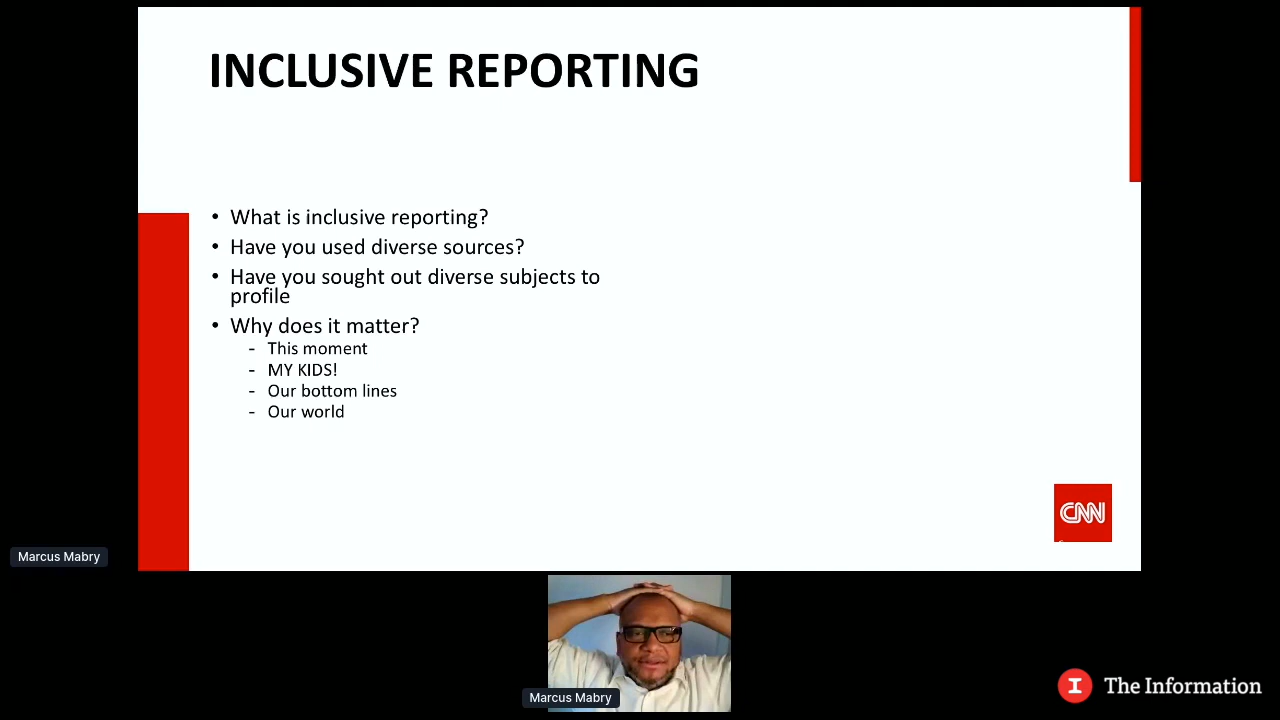 INCLUSIVE REPORTING
• What is inclusive reporting?
• Have you used diverse sources?
• Have you sought out diverse subjects to
profile
• Why does it matter?
- This moment
- MY KIDS!
- Our bottom lines
- Our world
CNN
Marcus Mabry
Marcus Mabry
I The Information